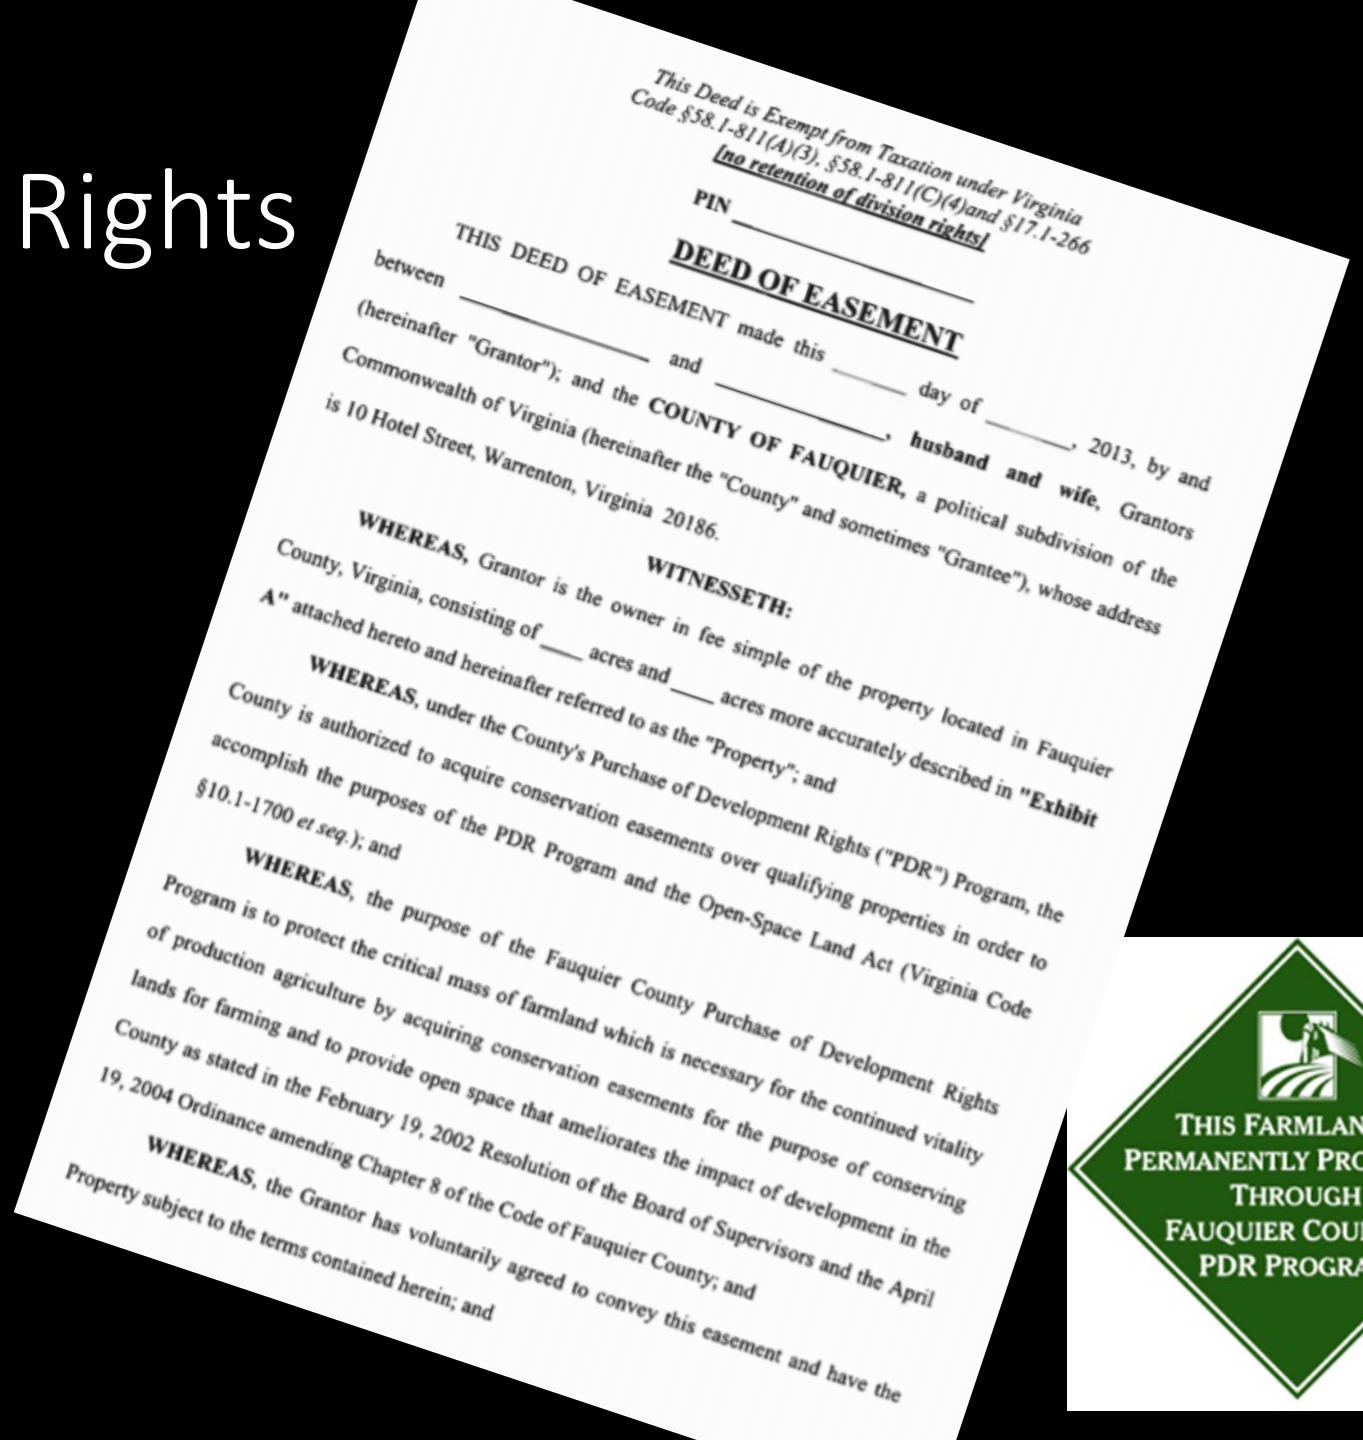 Rights
This Deed is Exempt from Taxation under Virginia
Code §58.1-811(A)(3), §58.1-811(C)(4)and §17.1-266
[no retention of division rights]
PIN
DEED OF EASEMENT
THIS DEED OF EASEMENT made this ________ day of ________, 2013, by and
between ________ and ________, husband and wife, Grantors
(hereinafter "Grantor"); and the COUNTY OF FAUQUIER, a political subdivision of the
Commonwealth of Virginia (hereinafter the "County" and sometimes "Grantee"), whose address
is 10 Hotel Street, Warrenton, Virginia 20186.
WITNESSETH:
WHEREAS, Grantor is the owner in fee simple of the property located in Fauquier
County, Virginia, consisting of ____ acres and ____ acres more accurately described in "Exhibit
A" attached hereto and hereinafter referred to as the "Property"; and
WHEREAS, under the County's Purchase of Development Rights ("PDR") Program, the
County is authorized to acquire conservation easements over qualifying properties in order to
accomplish the purposes of the PDR Program and the Open-Space Land Act (Virginia Code
§10.1-1700 et seq.); and
WHEREAS, the purpose of the Fauquier County Purchase of Development Rights
Program is to protect the critical mass of farmland which is necessary for the continued vitality
of production agriculture by acquiring conservation easements for the purpose of conserving
lands for farming and to provide open space that ameliorates the impact of development in the
County as stated in the February 19, 2002 Resolution of the Board of Supervisors and the April
19, 2004 Ordinance amending Chapter 8 of the Code of Fauquier County; and
WHEREAS, the Grantor has voluntarily agreed to convey this easement and have the
Property subject to the terms contained herein; and
THIS FARMLAN
PERMANENTLY PRO
THROUGH
FAUQUIER COU
PDR PROGRA